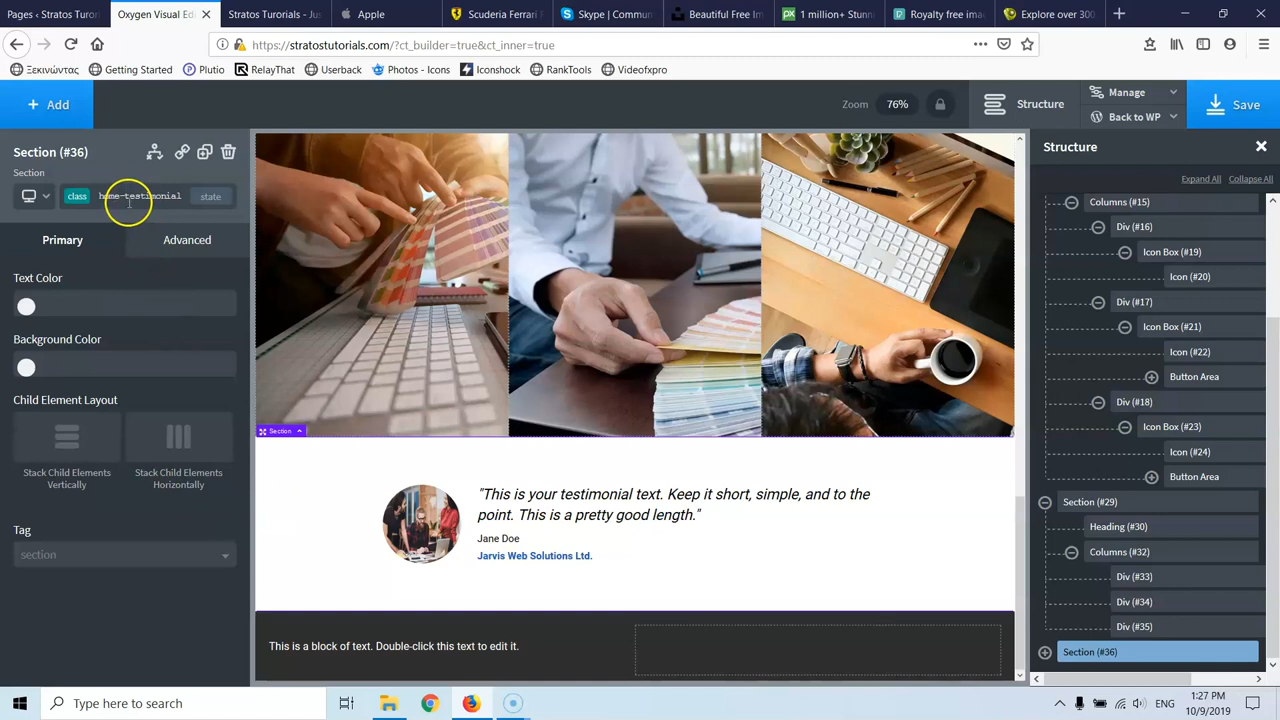 Pages ‹ Stratos Turorials
Oxygen Visual Edi
Stratos Turorials - Jus
Apple
Scuderia Ferrari
Skype | Commun
Beautiful Free Im
1 million+ Stunn
Royalty free ima
Explore over 300
https://stratostutorials.com/?ct_builder=true&ct_inner=true
Ξεκινώντας
Getting Started
Plutio
RelayThat
Userback
Photos - Icons
Iconshock
RankTools
Videofxpro
+ Add
Zoom
76%
Structure
Manage
Back to WP
Save
Section (#36)
Section
class
home-testimonial
state
Primary
Advanced
Text Color
Background Color
Child Element Layout
Stack Child Elements
Vertically
Stack Child Elements
Horizontally
Tag
section
Section
"This is your testimonial text. Keep it short, simple, and to the
point. This is a pretty good length."
Jane Doe
Jarvis Web Solutions Ltd.
This is a block of text. Double-click this text to edit it.
Structure
Expand All
Collapse All
Columns (#15)
Div (#16)
Icon Box (#19)
Icon (#20)
Div (#17)
Icon Box (#21)
Icon (#22)
Button Area
Div (#18)
Icon Box (#23)
Icon (#24)
Button Area
Section (#29)
Heading (#30)
Columns (#32)
Div (#33)
Div (#34)
Div (#35)
Section (#36)
Type here to search
ENG
1:27 PM
10/9/2019